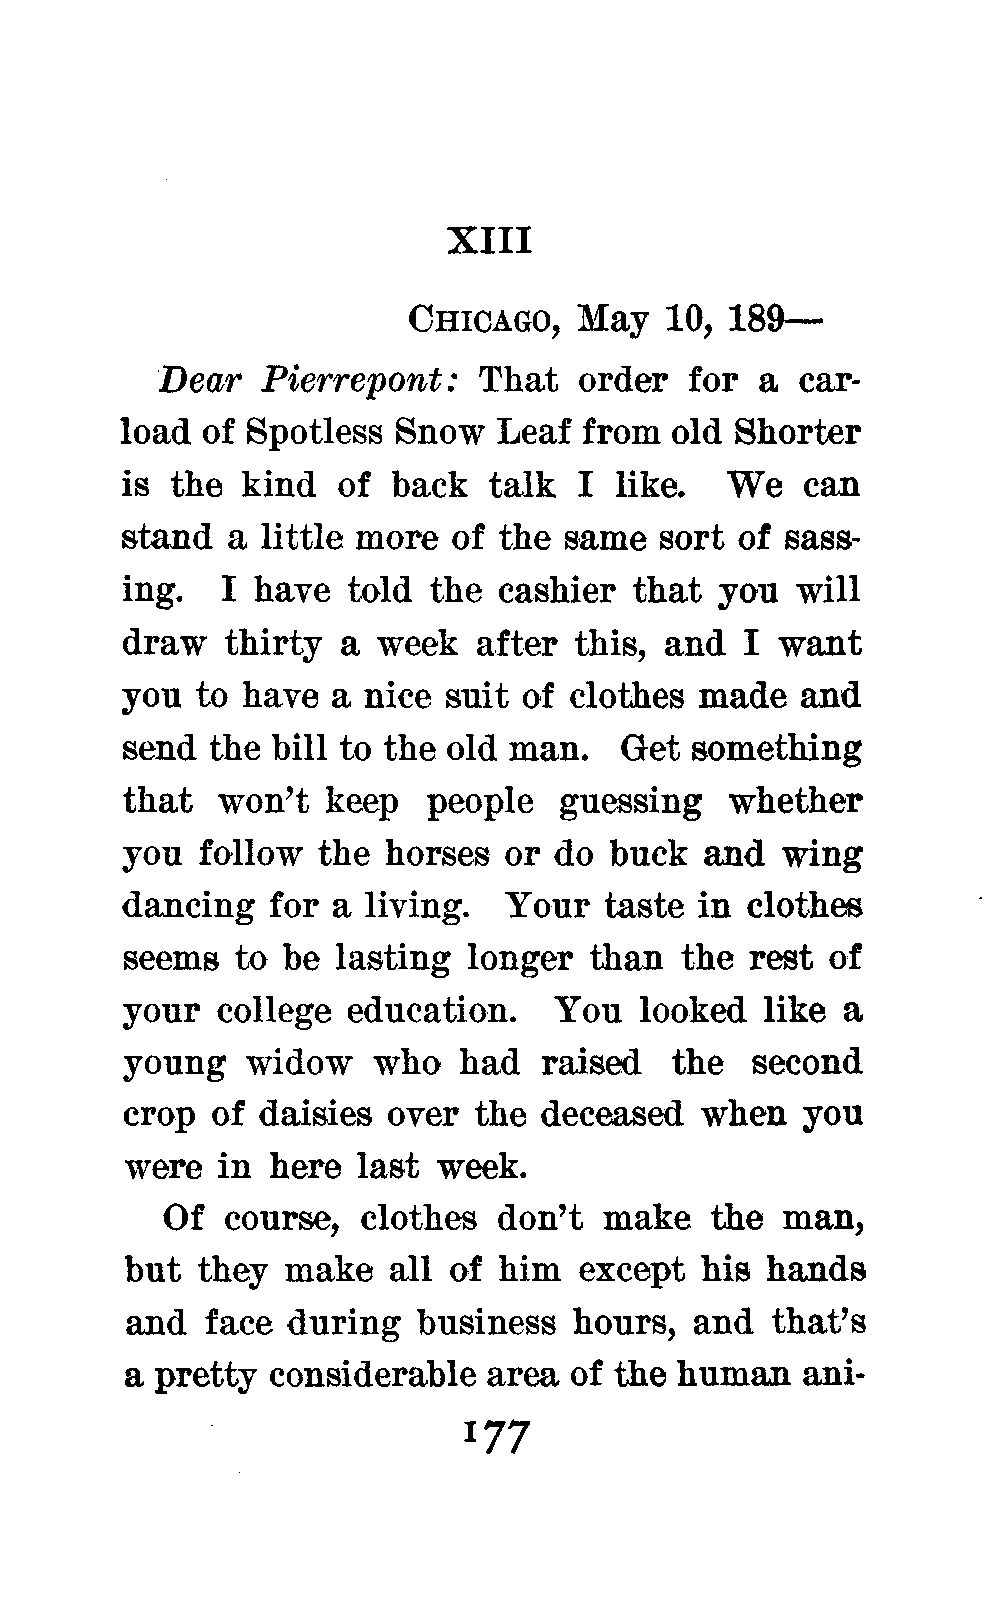 XIII
CHICAGO, May 10, 189—
Dear Pierrepont: That order for a car-
load of Spotless Snow Leaf from old Shorter
is the kind of back talk I like. We can
stand a little more of the same sort of sass-
ing. I have told the cashier that you will
draw thirty a week after this, and I want
you to have a nice suit of clothes made and
send the bill to the old man. Get something
that won't keep people guessing whether
you follow the horses or do buck and wing
dancing for a living. Your taste in clothes
seems to be lasting longer than the rest of
your college education. You looked like a
young widow who had raised the second
crop of daisies over the deceased when you
were in here last week.
Of course, clothes don't make the man,
but they make all of him except his hands
and face during business hours, and that's
a pretty considerable area of the human ani-
177